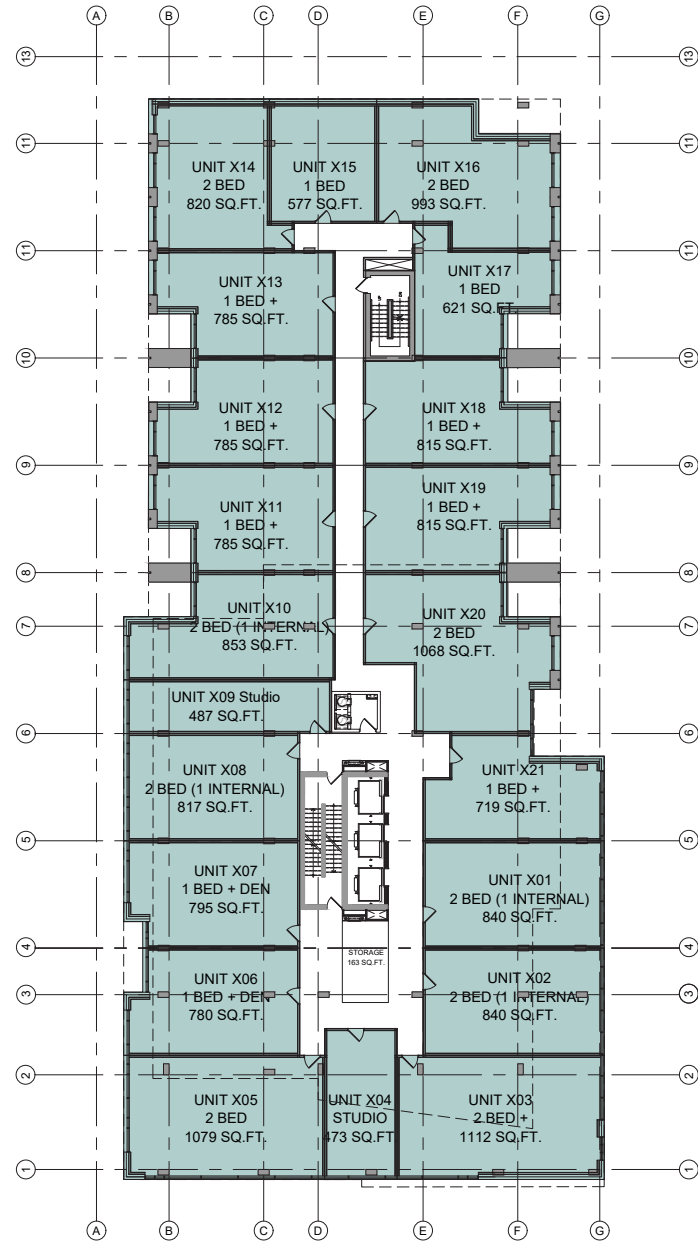 A
B
C
D
E
F
G
13
13
11
11
UNIT X14
2 BED
820 SQ.FT.
UNIT X15
1 BED
577 SQ.FT.
UNIT X16
2 BED
993 SQ.FT.
11
11
UNIT X13
1 BED +
785 SQ.FT.
UNIT X17
1 BED
621 SQ.FT.
10
10
UNIT X12
1 BED +
785 SQ.FT.
UNIT X18
1 BED +
815 SQ.FT.
9
9
UNIT X11
1 BED +
785 SQ.FT.
UNIT X19
1 BED +
815 SQ.FT.
8
8
UNIT X10
2 BED (1 INTERNAL)
853 SQ.FT.
UNIT X20
2 BED
1068 SQ.FT.
7
7
UNIT X09 Studio
487 SQ.FT.
6
6
UNIT X08
2 BED (1 INTERNAL)
817 SQ.FT.
UNIT X21
1 BED +
719 SQ.FT.
5
5
UNIT X07
1 BED + DEN
795 SQ.FT.
UNIT X01
2 BED (1 INTERNAL)
840 SQ.FT.
4
4
STORAGE
163 SQ.FT.
UNIT X06
1 BED + DEN
780 SQ.FT.
UNIT X02
2 BED (1 INTERNAL)
840 SQ.FT.
3
3
2
2
UNIT X05
2 BED
1079 SQ.FT.
UNIT X04
STUDIO
473 SQ.FT
UNIT X03
2 BED +
1112 SQ.FT.
1
1
A
B
C
D
E
F
G